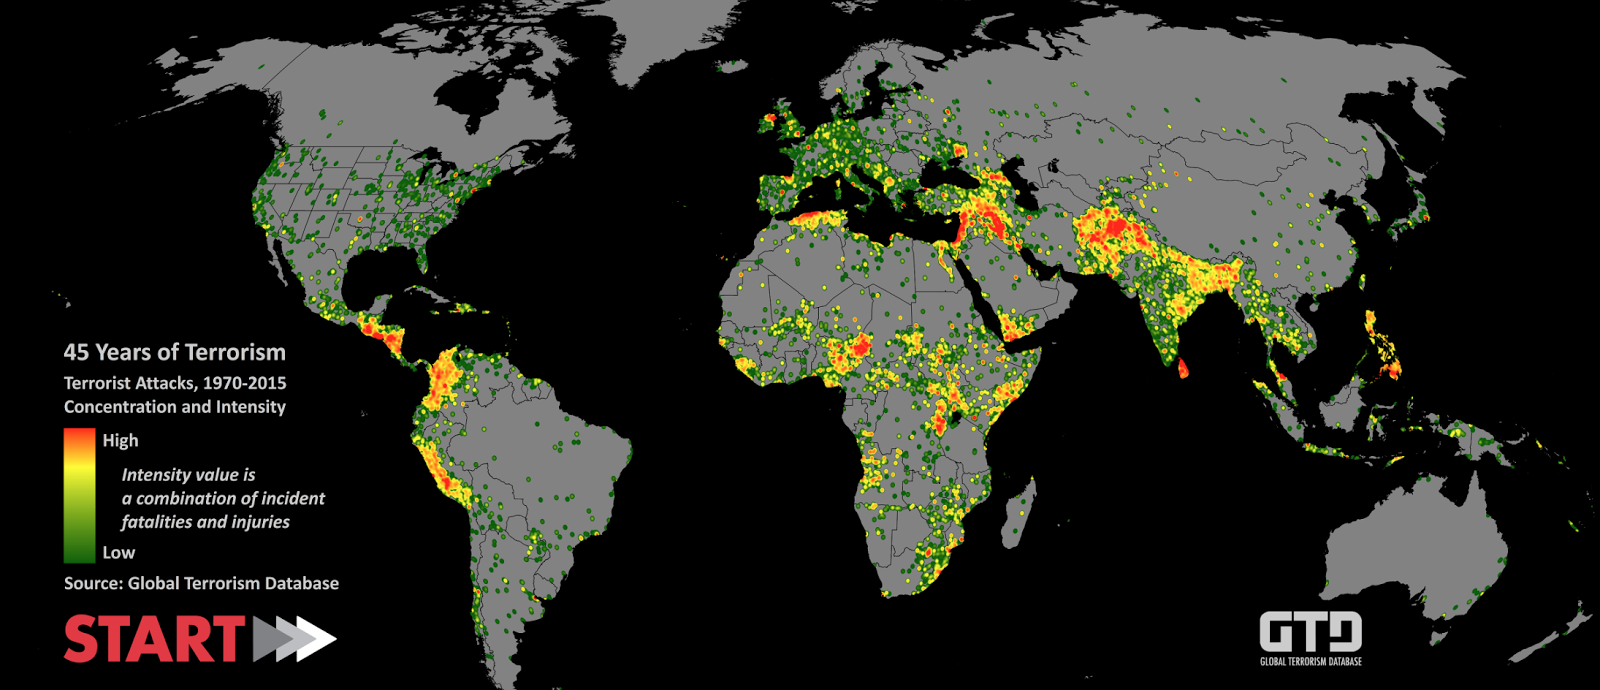 45 Years of Terrorism
Terrorist Attacks, 1970-2015
Concentration and Intensity
High
Intensity value is
a combination of incident
fatalities and injuries
Low
Source: Global Terrorism Database
START
GTD
GLOBAL TERRORISM DATABASE